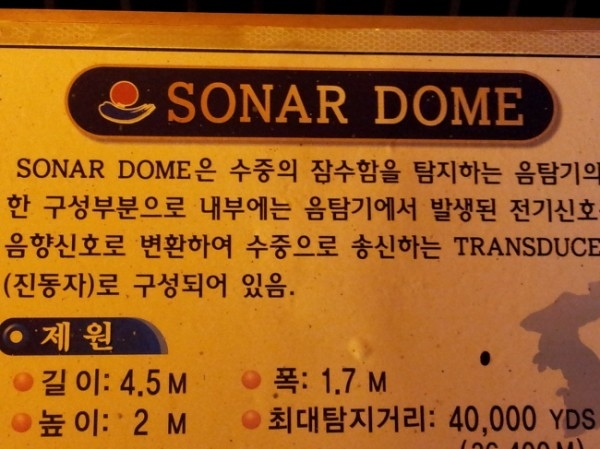 SONAR DOME
SONAR DOME은 수중의 잠수함을 탐지하는 음탐기의
한 구성부분으로 내부에는 음탐기에서 발생된 전기신호
음향신호로 변환하여 수중으로 송신하는 TRANSDUCE
(진동자)로 구성되어 있음.
제원
길이: 4.5 M 폭: 1.7 M
높이: 2 M 최대탐지거리: 40,000 YDS